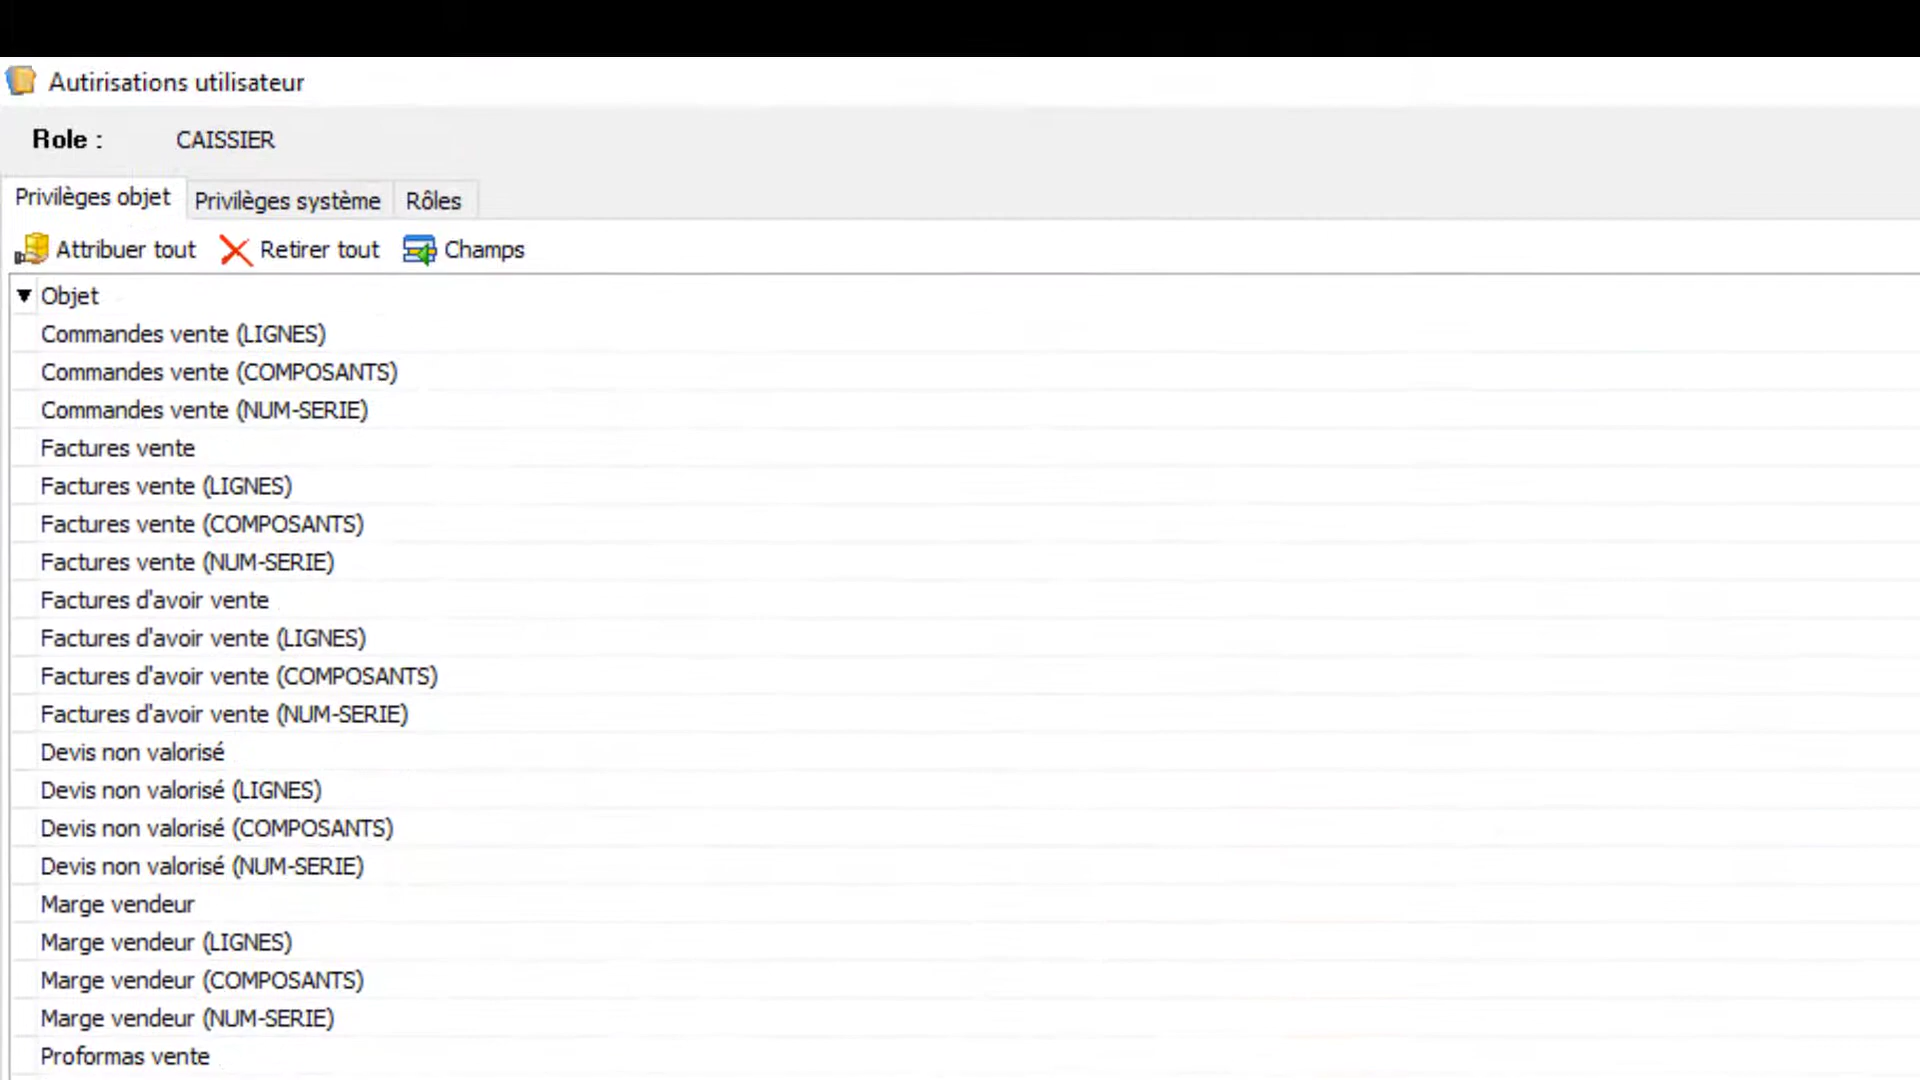 Autirisations utilisateur
Role : CAISSIER
Privilèges objet Privilèges système Rôles
Attribuer tout Retirer tout Champs
Objet
Commandes vente (LIGNES)
Commandes vente (COMPOSANTS)
Commandes vente (NUM-SERIE)
Factures vente
Factures vente (LIGNES)
Factures vente (COMPOSANTS)
Factures vente (NUM-SERIE)
Factures d'avoir vente
Factures d'avoir vente (LIGNES)
Factures d'avoir vente (COMPOSANTS)
Factures d'avoir vente (NUM-SERIE)
Devis non valorisé
Devis non valorisé (LIGNES)
Devis non valorisé (COMPOSANTS)
Devis non valorisé (NUM-SERIE)
Marge vendeur
Marge vendeur (LIGNES)
Marge vendeur (COMPOSANTS)
Marge vendeur (NUM-SERIE)
Proformas vente